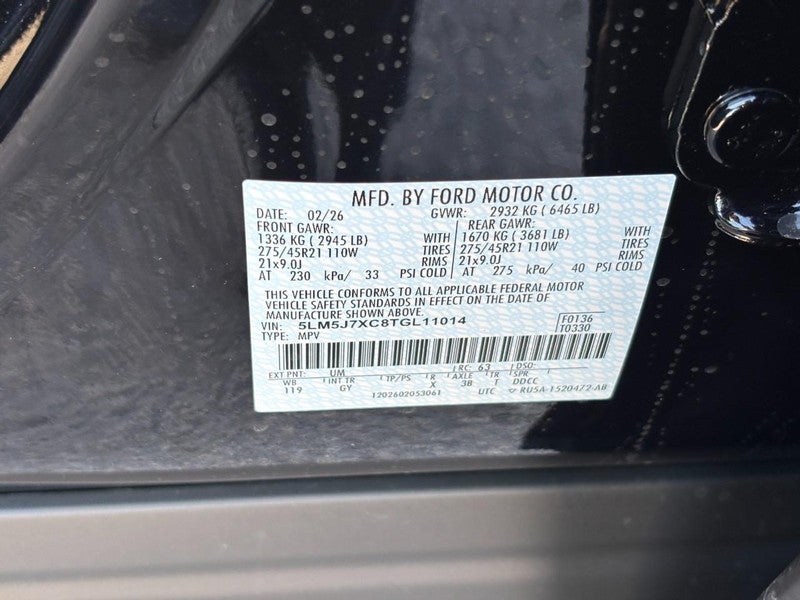 MFD. BY FORD MOTOR CO.
DATE: 02/26 GVWR: 2932 KG ( 6465 LB)
FRONT GAWR: REAR GAWR:
1336 KG ( 2945 LB) WITH 1670 KG ( 3681 LB) WITH
275/45R21 110W TIRES 275/45R21 110W TIRES
21x9.0J RIMS 21x9.0J RIMS
AT 230 kPa/ 33 PSI COLD AT 275 kPa/ 40 PSI COLD
THIS VEHICLE CONFORMS TO ALL APPLICABLE FEDERAL MOTOR
VEHICLE SAFETY STANDARDS IN EFFECT ON THE DATE OF
MANUFACTURE SHOWN ABOVE.
VIN: 5LM5J7XC8TGL11014 F0136
TYPE: MPV T0330
EXT PNT: UM RC: 63 DSO:
WB INT TR TP/PS R AXLE TR SPR
119 GY X 3B T DDCC
1202602053061 UTC RU5A-1520472-AB